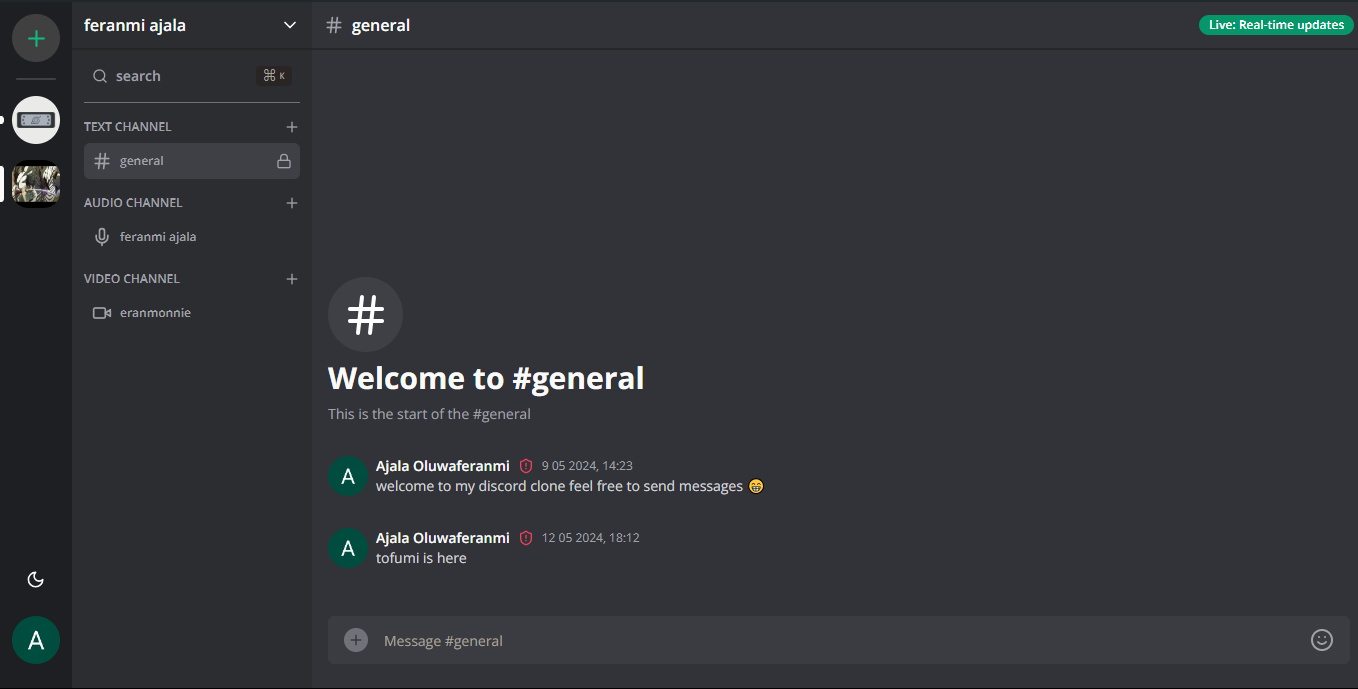 feranmi ajala
# general
Live: Real-time updates
search
⌘ K
TEXT CHANNEL
# general
AUDIO CHANNEL
feranmi ajala
VIDEO CHANNEL
eranmonnie
#
Welcome to #general
This is the start of the #general
A
Ajala Oluwaferanmi 9 05 2024, 14:23
welcome to my discord clone feel free to send messages 😁
A
Ajala Oluwaferanmi 12 05 2024, 18:12
tofumi is here
Message #general
A